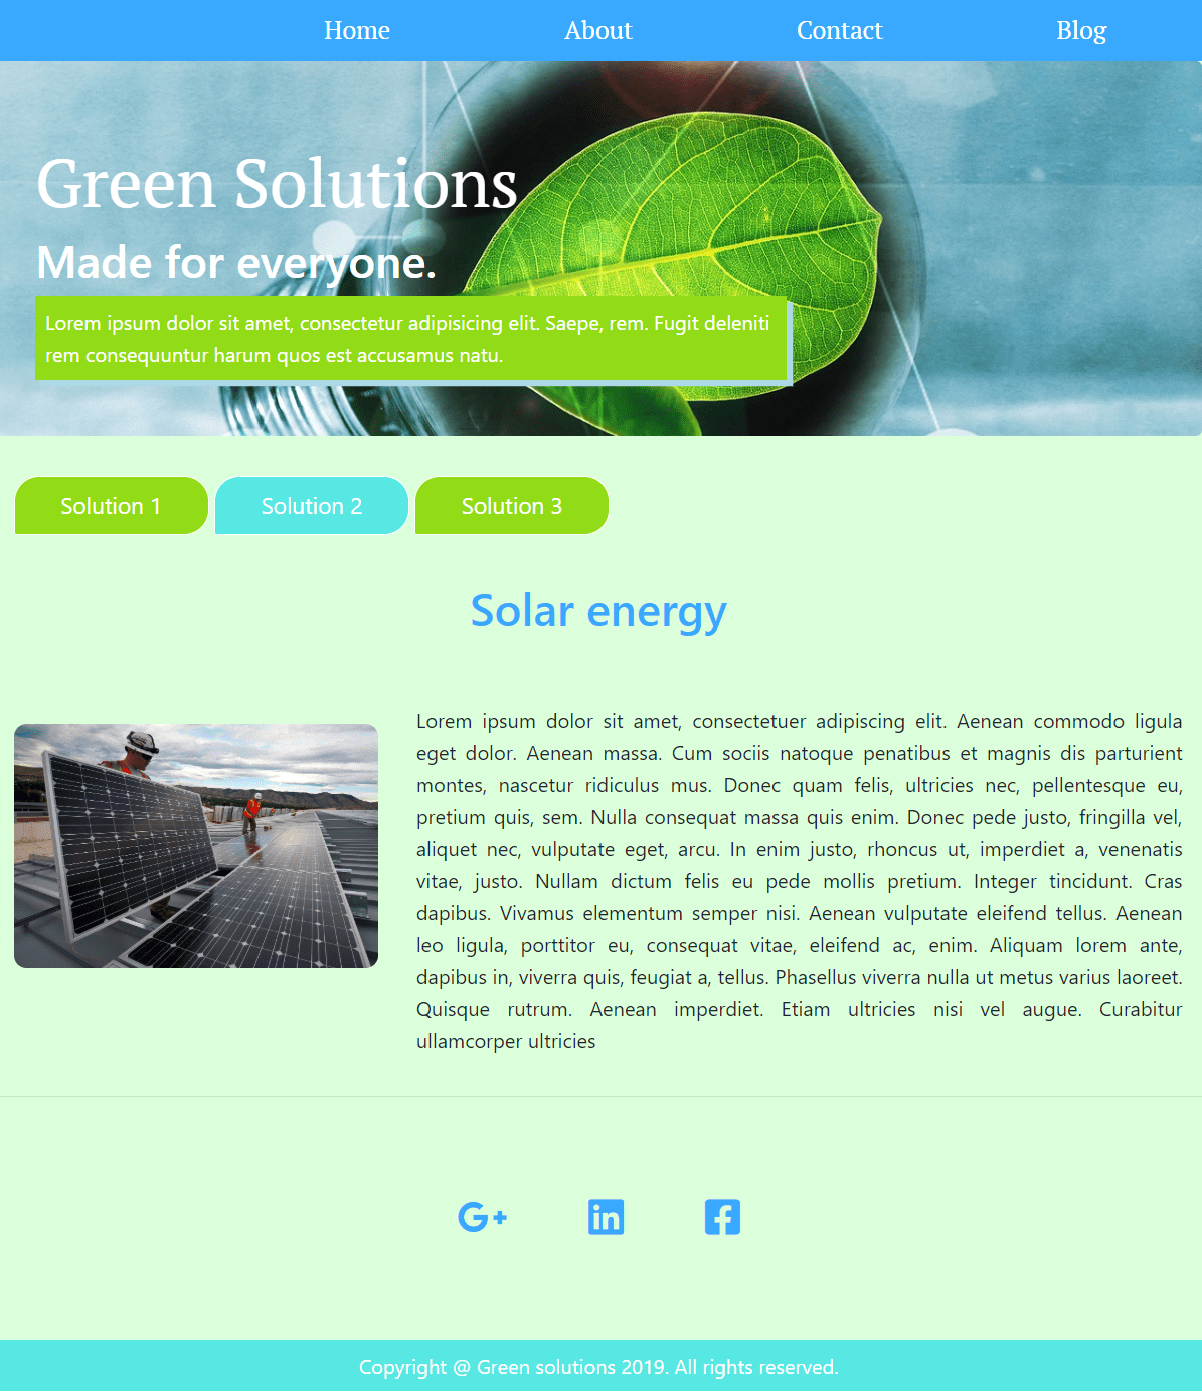 Home About Contact Blog
Green Solutions
Made for everyone.
Lorem ipsum dolor sit amet, consectetur adipisicing elit. Saepe, rem. Fugit deleniti
rem consequuntur harum quos est accusamus natu.
Solution 1 Solution 2 Solution 3
Solar energy
Lorem ipsum dolor sit amet, consectetuer adipiscing elit. Aenean commodo ligula
eget dolor. Aenean massa. Cum sociis natoque penatibus et magnis dis parturient
montes, nascetur ridiculus mus. Donec quam felis, ultricies nec, pellentesque eu,
pretium quis, sem. Nulla consequat massa quis enim. Donec pede justo, fringilla vel,
aliquet nec, vulputate eget, arcu. In enim justo, rhoncus ut, imperdiet a, venenatis
vitae, justo. Nullam dictum felis eu pede mollis pretium. Integer tincidunt. Cras
dapibus. Vivamus elementum semper nisi. Aenean vulputate eleifend tellus. Aenean
leo ligula, porttitor eu, consequat vitae, eleifend ac, enim. Aliquam lorem ante,
dapibus in, viverra quis, feugiat a, tellus. Phasellus viverra nulla ut metus varius laoreet.
Quisque rutrum. Aenean imperdiet. Etiam ultricies nisi vel augue. Curabitur
ullamcorper ultricies
G+ in f
Copyright @ Green solutions 2019. All rights reserved.